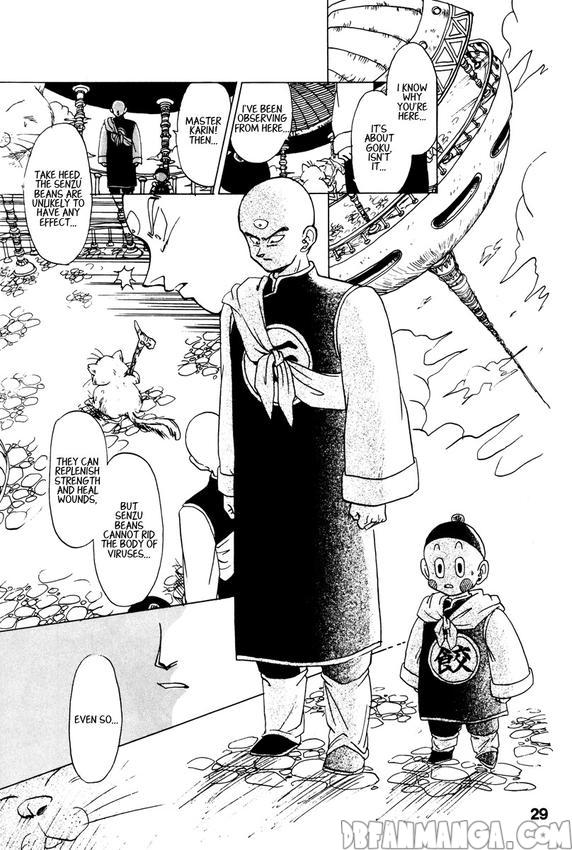 I KNOW
WHY
YOU'RE
HERE...
IT'S
ABOUT
GOKU,
ISN'T
IT...
I'VE BEEN
OBSERVING
FROM HERE...
MASTER
KARIN!
THEN...
TAKE HEED.
THE SENZU
BEANS ARE
UNLIKELY TO
HAVE ANY
EFFECT...
THEY CAN
REPLENISH
STRENGTH
AND HEAL
WOUNDS,
BUT
SENZU
BEANS
CANNOT RID
THE BODY OF
VIRUSES...
餃
EVEN SO...
29
DBFANMANGA.COM